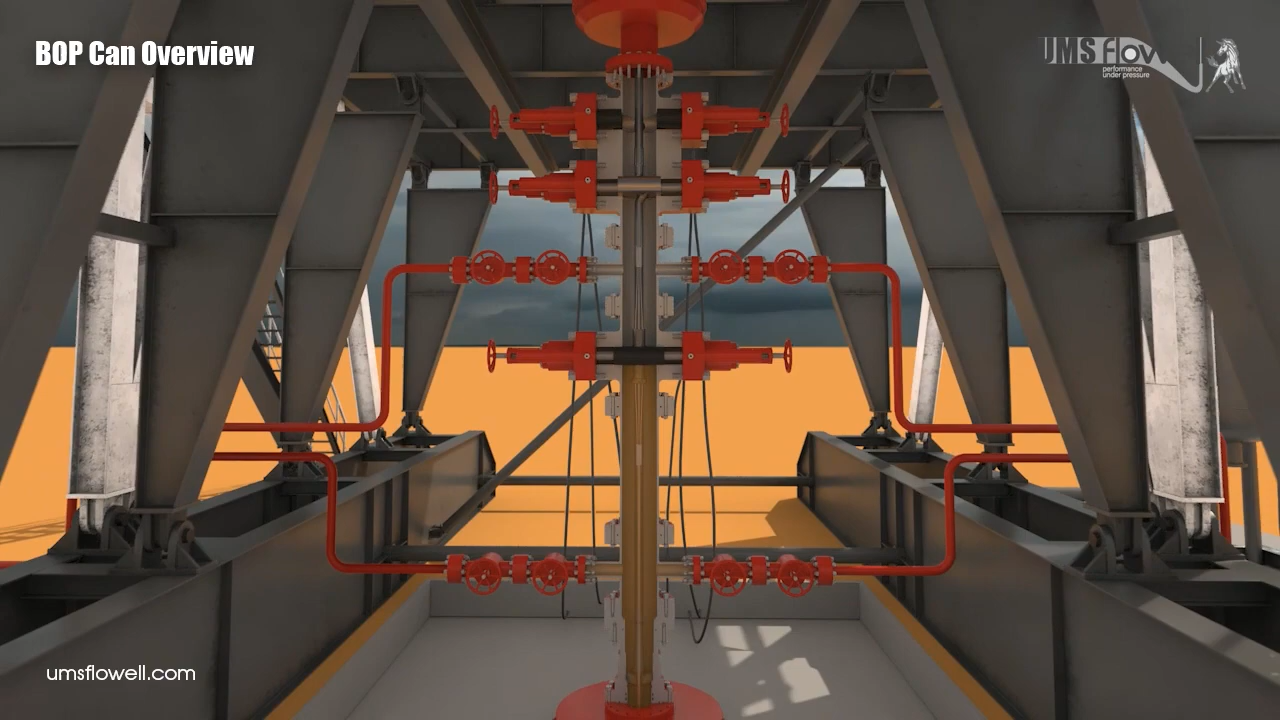 BOP Can Overview
UMS flow
performance
under pressure
umsflowell.com